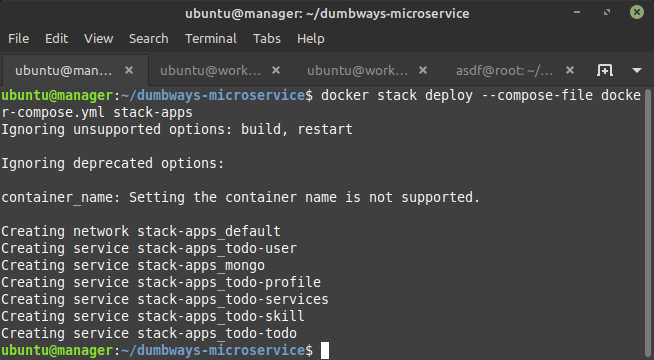 ubuntu@manager: ~/dumbways-microservice
File Edit View Search Terminal Tabs Help
ubuntu@man... × ubuntu@work... × ubuntu@work... × asdf@root: ~/... ×
ubuntu@manager:~/dumbways-microservice$ docker stack deploy --compose-file docke
r-compose.yml stack-apps
Ignoring unsupported options: build, restart
Ignoring deprecated options:
container_name: Setting the container name is not supported.
Creating network stack-apps_default
Creating service stack-apps_todo-user
Creating service stack-apps_mongo
Creating service stack-apps_todo-profile
Creating service stack-apps_todo-services
Creating service stack-apps_todo-skill
Creating service stack-apps_todo-todo
ubuntu@manager:~/dumbways-microservice$